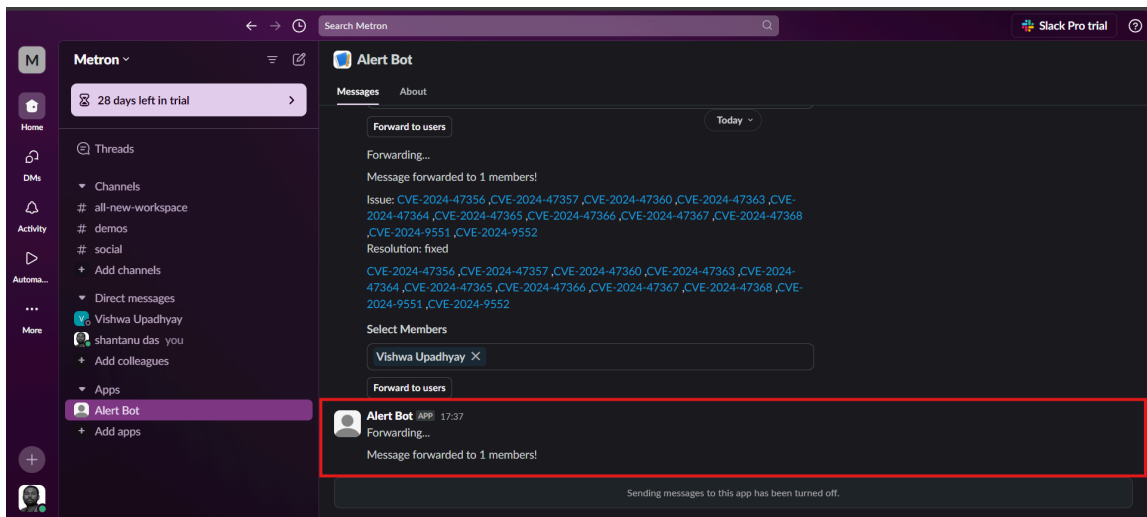 Search Metron
Slack Pro trial
M
Metron
Alert Bot
28 days left in trial
Messages About
Home
Forward to users
Today
Threads
Forwarding...
DMs
Message forwarded to 1 members!
Channels
Issue: CVE-2024-47356 ,CVE-2024-47357 ,CVE-2024-47360 ,CVE-2024-47363 ,CVE-
# all-new-workspace
2024-47364 ,CVE-2024-47365 ,CVE-2024-47366 ,CVE-2024-47367 ,CVE-2024-47368
Activity
# demos
,CVE-2024-9551 ,CVE-2024-9552
# social
Resolution: fixed
+ Add channels
CVE-2024-47356 ,CVE-2024-47357 ,CVE-2024-47360 ,CVE-2024-47363 ,CVE-2024-
Automa...
47364 ,CVE-2024-47365 ,CVE-2024-47366 ,CVE-2024-47367 ,CVE-2024-47368 ,CVE-
Direct messages
2024-9551 ,CVE-2024-9552
V Vishwa Upadhyay
More
Select Members
shantanu das you
Vishwa Upadhyay ×
+ Add colleagues
Forward to users
Apps
Alert Bot
Alert Bot APP 17:37
+ Add apps
Forwarding...
Message forwarded to 1 members!
Sending messages to this app has been turned off.